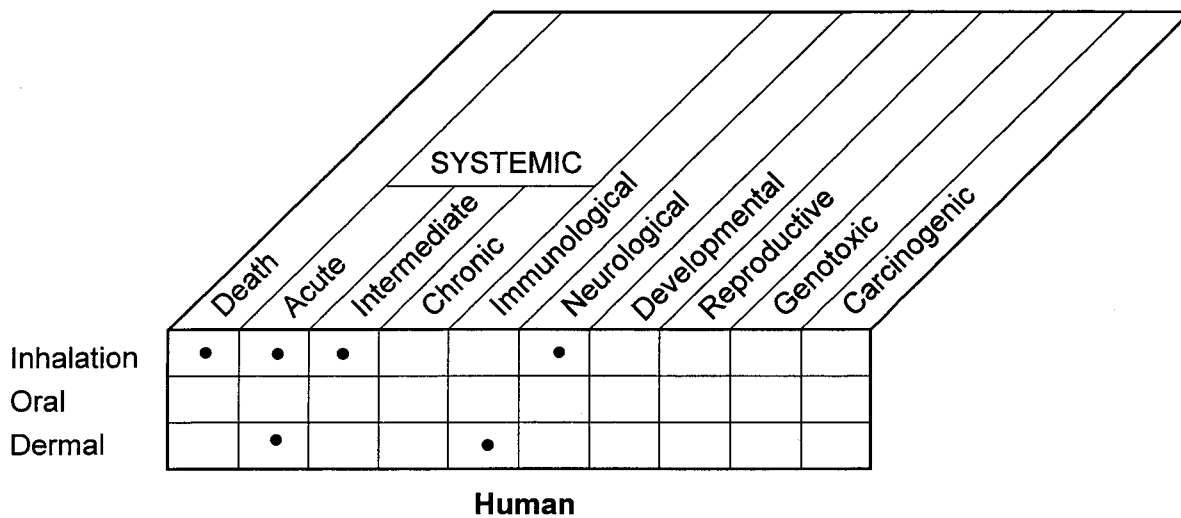 SYSTEMIC
Death
Acute
Intermediate
Chronic
Immunological
Neurological
Developmental
Reproductive
Genotoxic
Carcinogenic
Inhalation
Oral
Dermal
Human